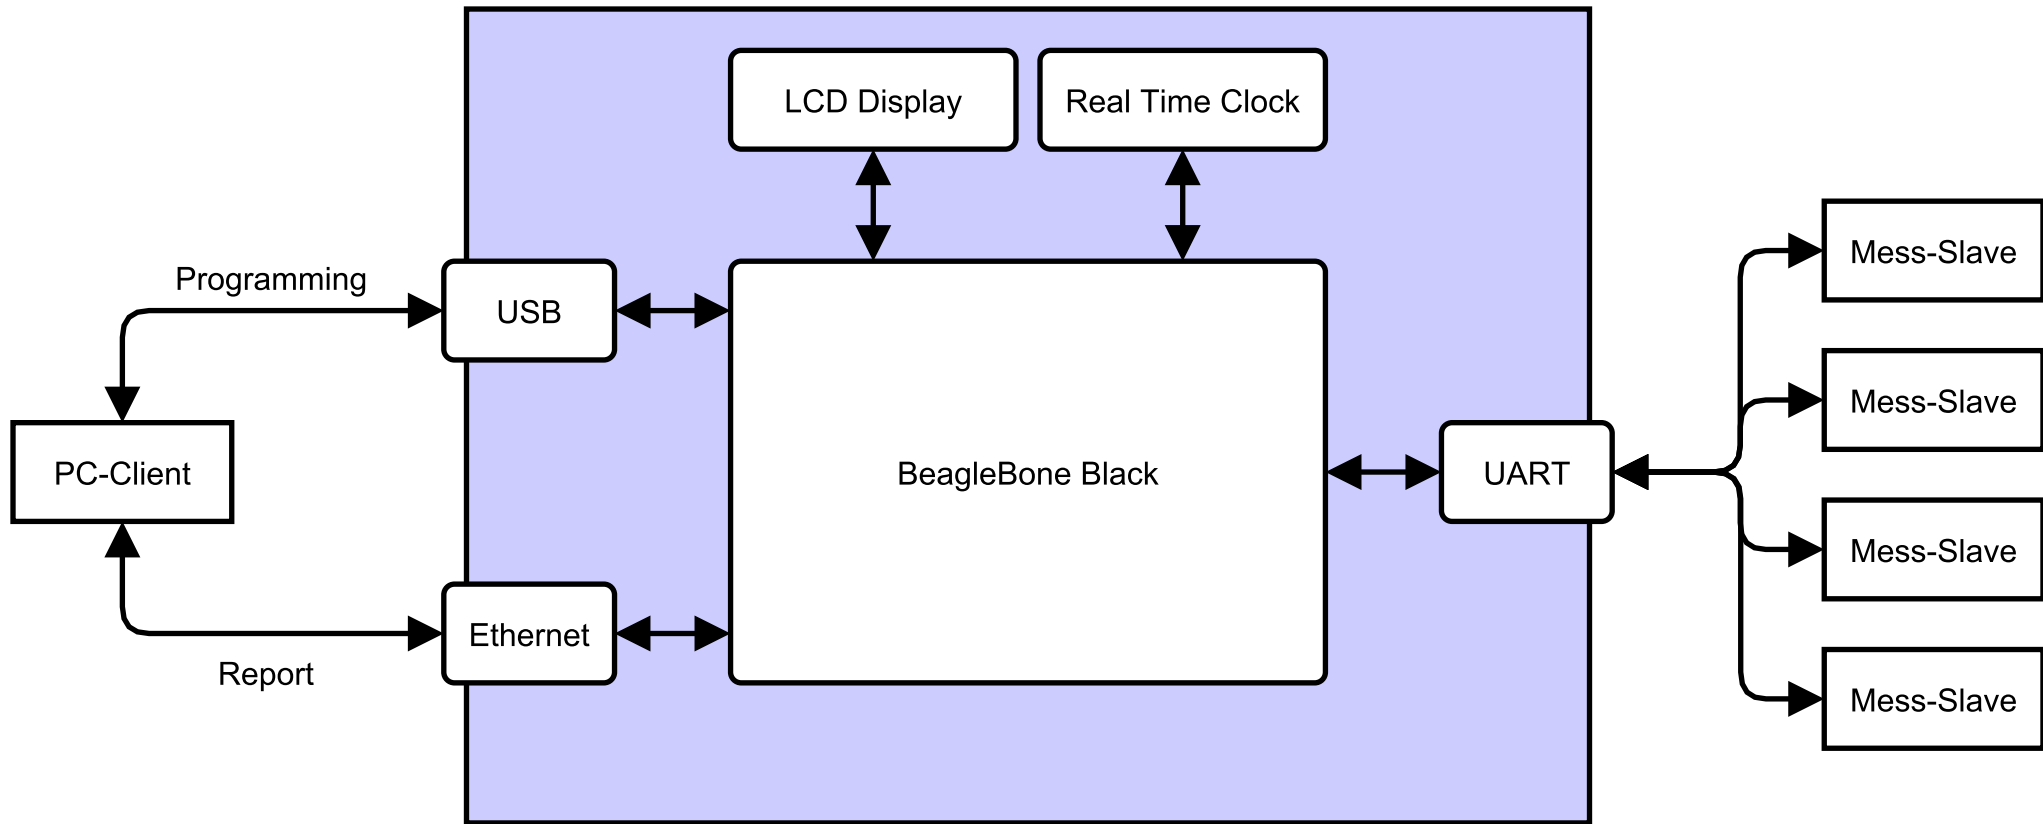 LCD Display
Real Time Clock
Programming
USB
Mess-Slave
Mess-Slave
PC-Client
BeagleBone Black
UART
Mess-Slave
Ethernet
Report
Mess-Slave